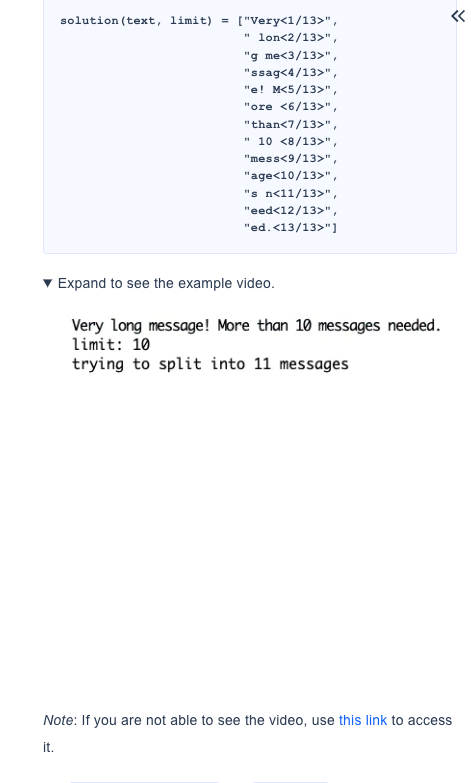 solution(text, limit) = ["Very<1/13>",
" lon<2/13>",
"g me<3/13>",
"ssag<4/13>",
"e! M<5/13>",
"ore <6/13>",
"than<7/13>",
" 10 <8/13>",
"mess<9/13>",
"age<10/13>",
"s n<11/13>",
"eed<12/13>",
"ed.<13/13>"]
▼ Expand to see the example video.
Very long message! More than 10 messages needed.
limit: 10
trying to split into 11 messages
Note: If you are not able to see the video, use this link to access
it.